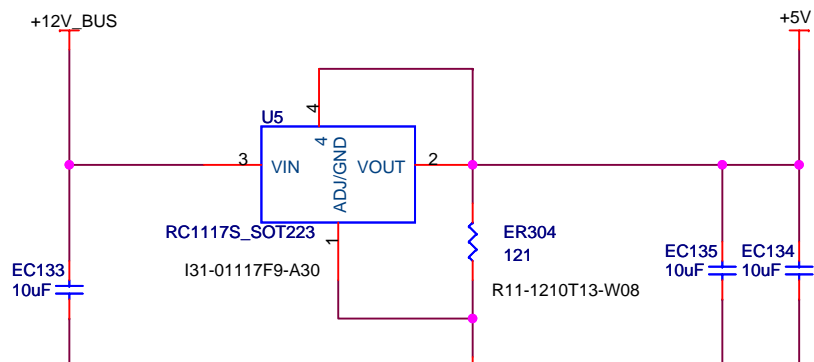 +12V_BUS
+5V
U5
4
4
3
VIN
ADJ/GND
VOUT
2
RC1117S_SOT223
1
I31-01117F9-A30
ER304
121
R11-1210T13-W08
EC133
10uF
EC135
10uF
EC134
10uF